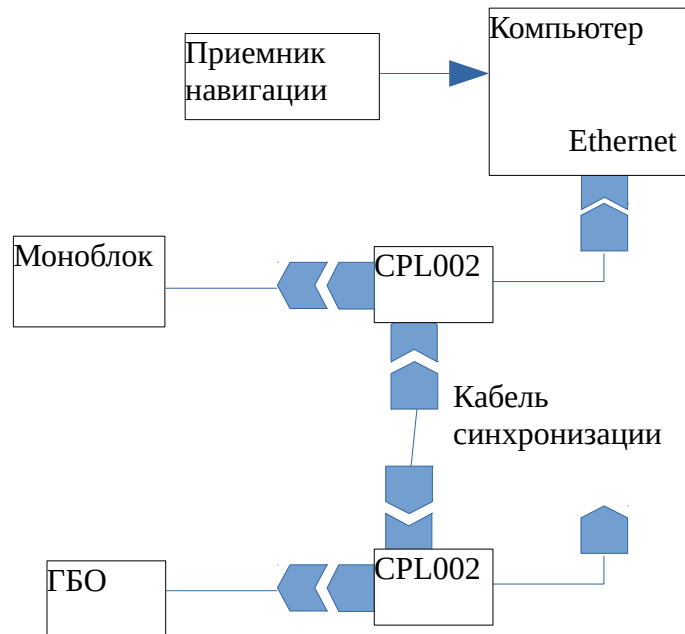 Компьютер
Приемник
навигации
Ethernet
Моноблок
CPL002
Кабель
синхронизации
CPL002
ГБО